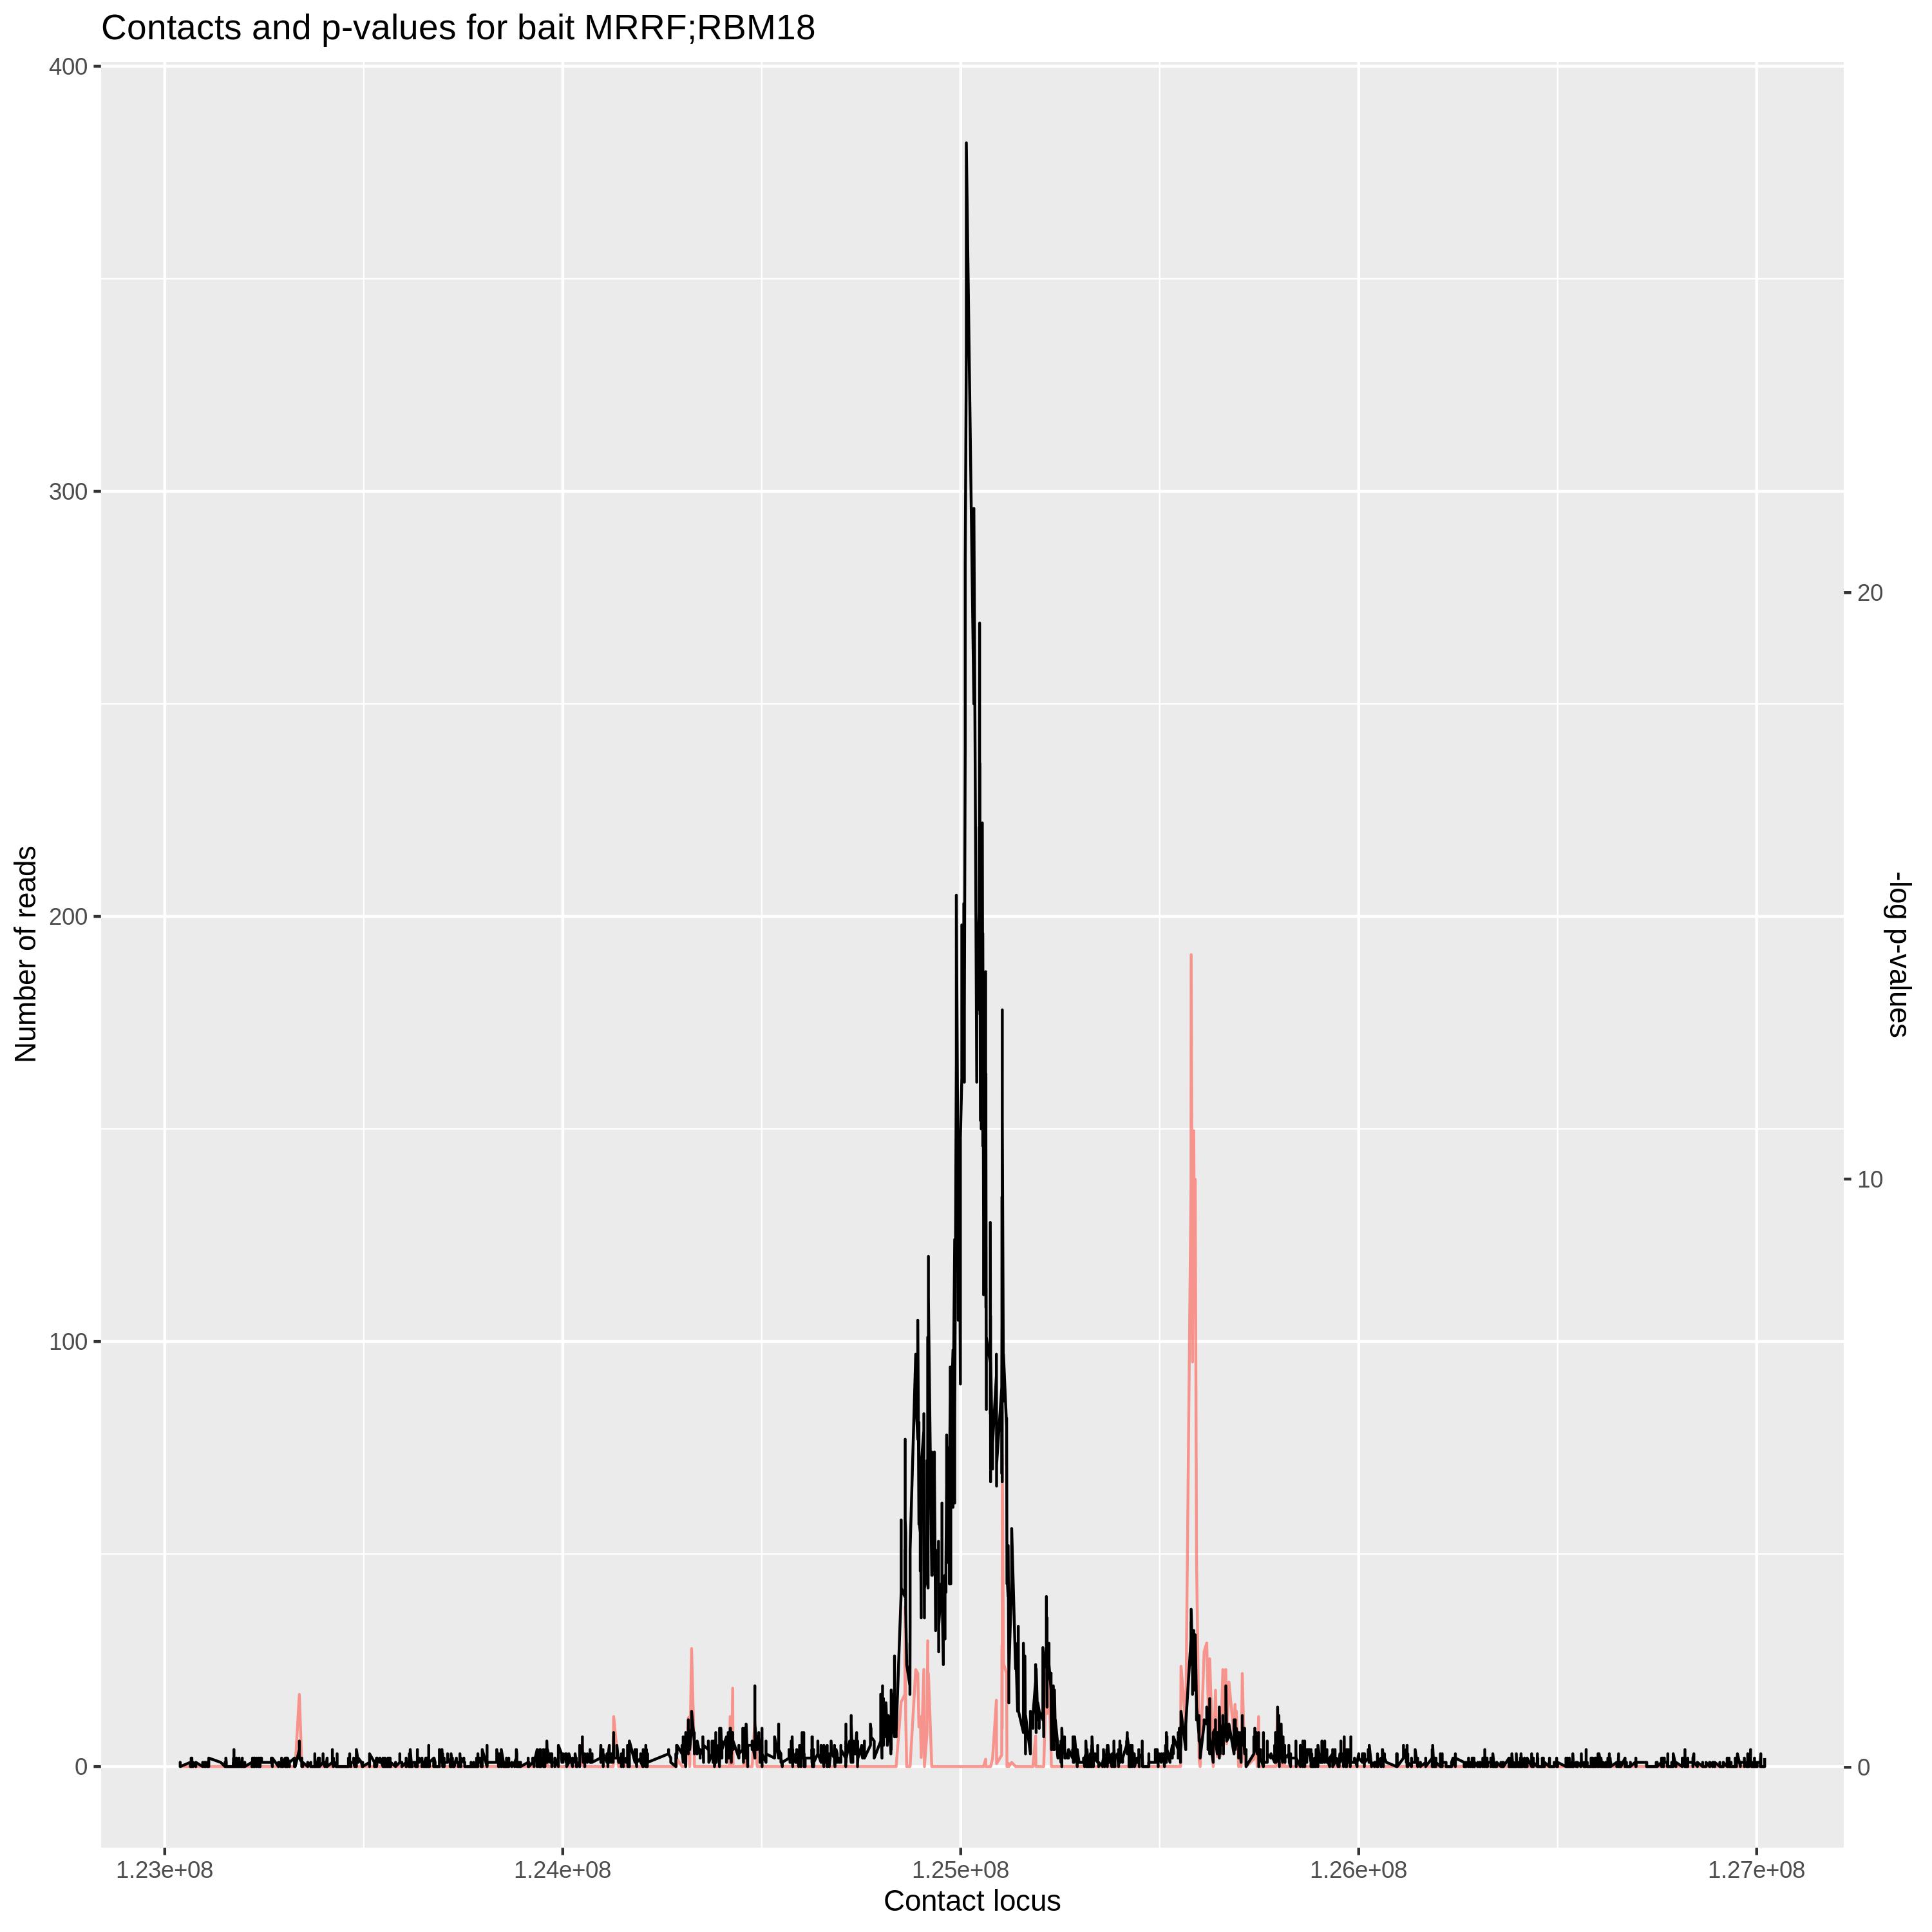 Contacts and p-values for bait MRRF;RBM18
400
300
200
100
0
Number of reads
20
10
0
-log p-values
1.23e+08
1.24e+08
1.25e+08
1.26e+08
1.27e+08
Contact locus